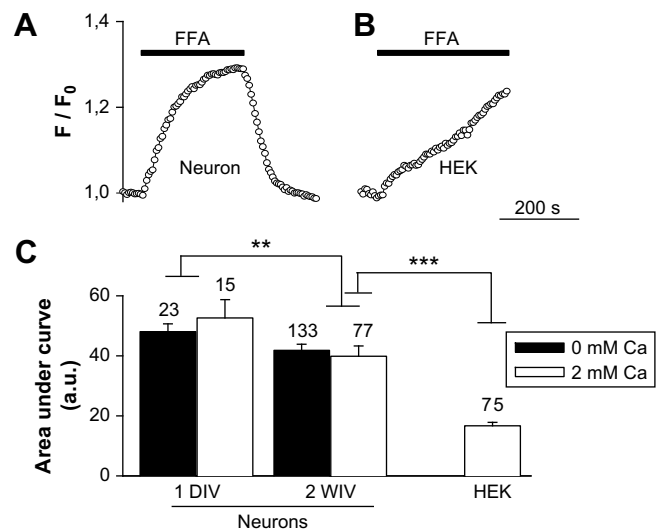 A
B
1,4
FFA
FFA
F / F0
1,2
Neuron
HEK
1,0
200 s
C
**
***
60
23
15
133
77
0 mM Ca
2 mM Ca
40
Area under curve
(a.u.)
75
20
0
1 DIV
2 WIV
HEK
Neurons